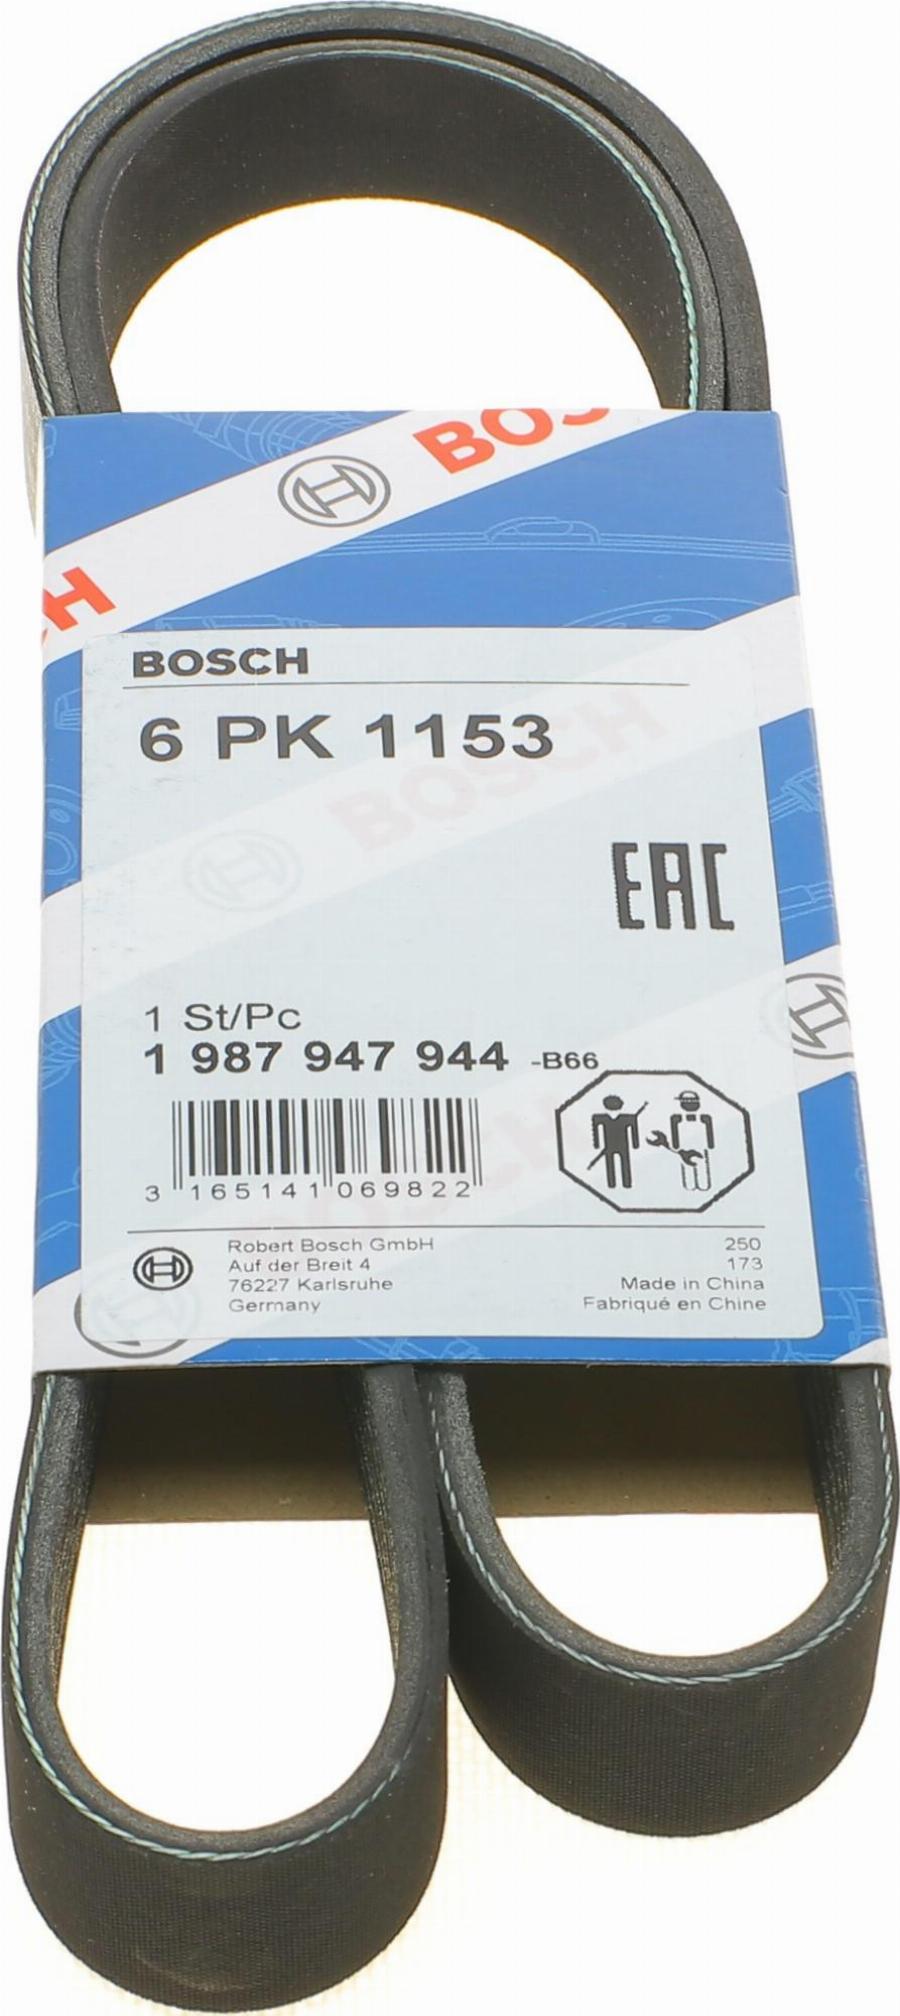 BOSCH
BOSCH
6 PK 1153
BOSCH
EAC
1 St/Pc
1 987 947 944 -B66
3 165141 069822
Robert Bosch GmbH
Auf der Breit 4
76227 Karlsruhe
Germany
250
173
Made in China
Fabriqué en Chine